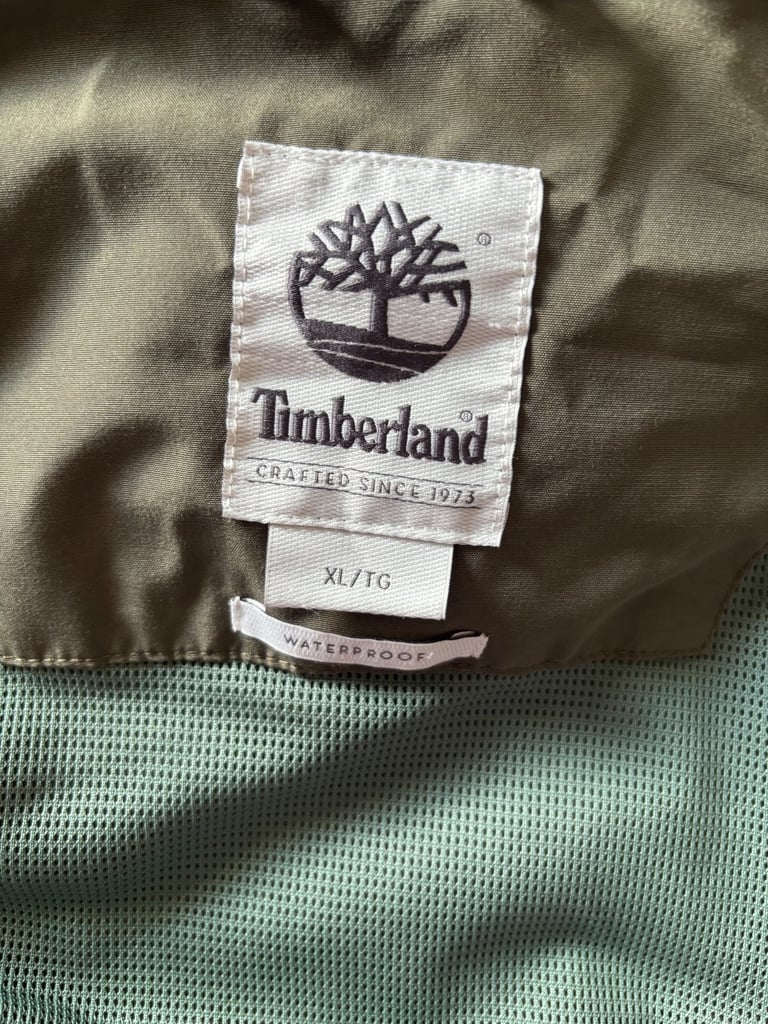 ®
Timberland®
CRAFTED SINCE 1973
XL/TG
WATERPROOF